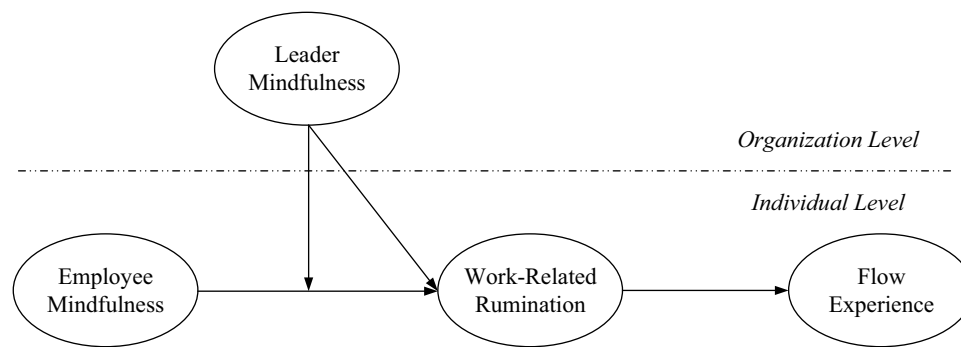 Leader
Mindfulness
Organization Level
Individual Level
Employee
Mindfulness
Work-Related
Rumination
Flow
Experience